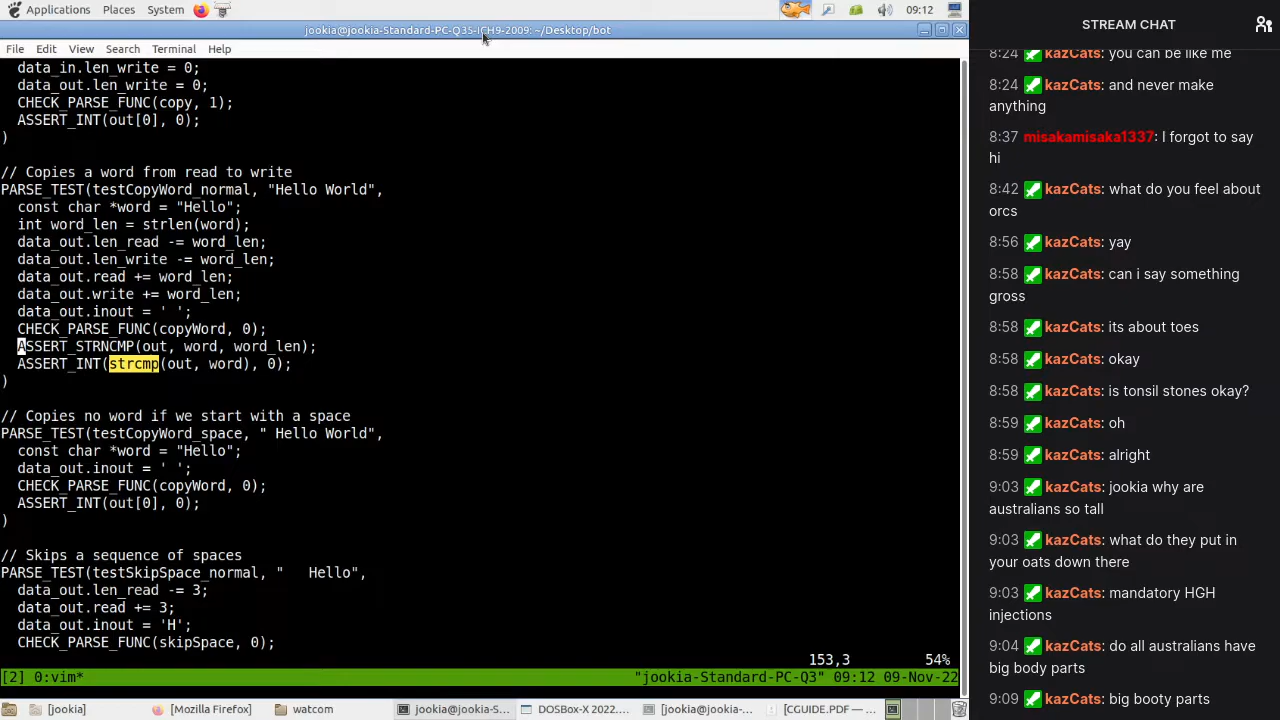 Applications Places System 09:12
jookia@jookia-Standard-PC-Q35-ICH9-2009: ~/Desktop/bot
File Edit View Search Terminal Help
data_in.len_write = 0;
data_out.len_write = 0;
CHECK_PARSE_FUNC(copy, 1);
ASSERT_INT(out[0], 0);
)
// Copies a word from read to write
PARSE_TEST(testCopyWord_normal, "Hello World",
const char *word = "Hello";
int word_len = strlen(word);
data_out.len_read -= word_len;
data_out.len_write -= word_len;
data_out.read += word_len;
data_out.write += word_len;
data_out.inout = ' ';
CHECK_PARSE_FUNC(copyWord, 0);
ASSERT_STRNCMP(out, word, word_len);
ASSERT_INT(strcmp(out, word), 0);
)
// Copies no word if we start with a space
PARSE_TEST(testCopyWord_space, " Hello World",
const char *word = "Hello";
data_out.inout = ' ';
CHECK_PARSE_FUNC(copyWord, 0);
ASSERT_INT(out[0], 0);
)
// Skips a sequence of spaces
PARSE_TEST(testSkipSpace_normal, "   Hello",
data_out.len_read -= 3;
data_out.read += 3;
data_out.inout = 'H';
CHECK_PARSE_FUNC(skipSpace, 0);
153,3 54%
[2] 0:vim* "jookia-Standard-PC-Q3" 09:12 09-Nov-22
[jookia] [Mozilla Firefox] watcom jookia@jookia-S... DOSBox-X 2022.... [jookia@jookia-... [CGUIDE.PDF — ...
STREAM CHAT
8:24 kazCats: you can be like me
8:24 kazCats: and never make
anything
8:37 misakamisaka1337: I forgot to say
hi
8:42 kazCats: what do you feel about
orcs
8:56 kazCats: yay
8:58 kazCats: can i say something
gross
8:58 kazCats: its about toes
8:58 kazCats: okay
8:58 kazCats: is tonsil stones okay?
8:59 kazCats: oh
8:59 kazCats: alright
9:03 kazCats: jookia why are
australians so tall
9:03 kazCats: what do they put in
your oats down there
9:03 kazCats: mandatory HGH
injections
9:04 kazCats: do all australians have
big body parts
9:09 kazCats: big booty parts